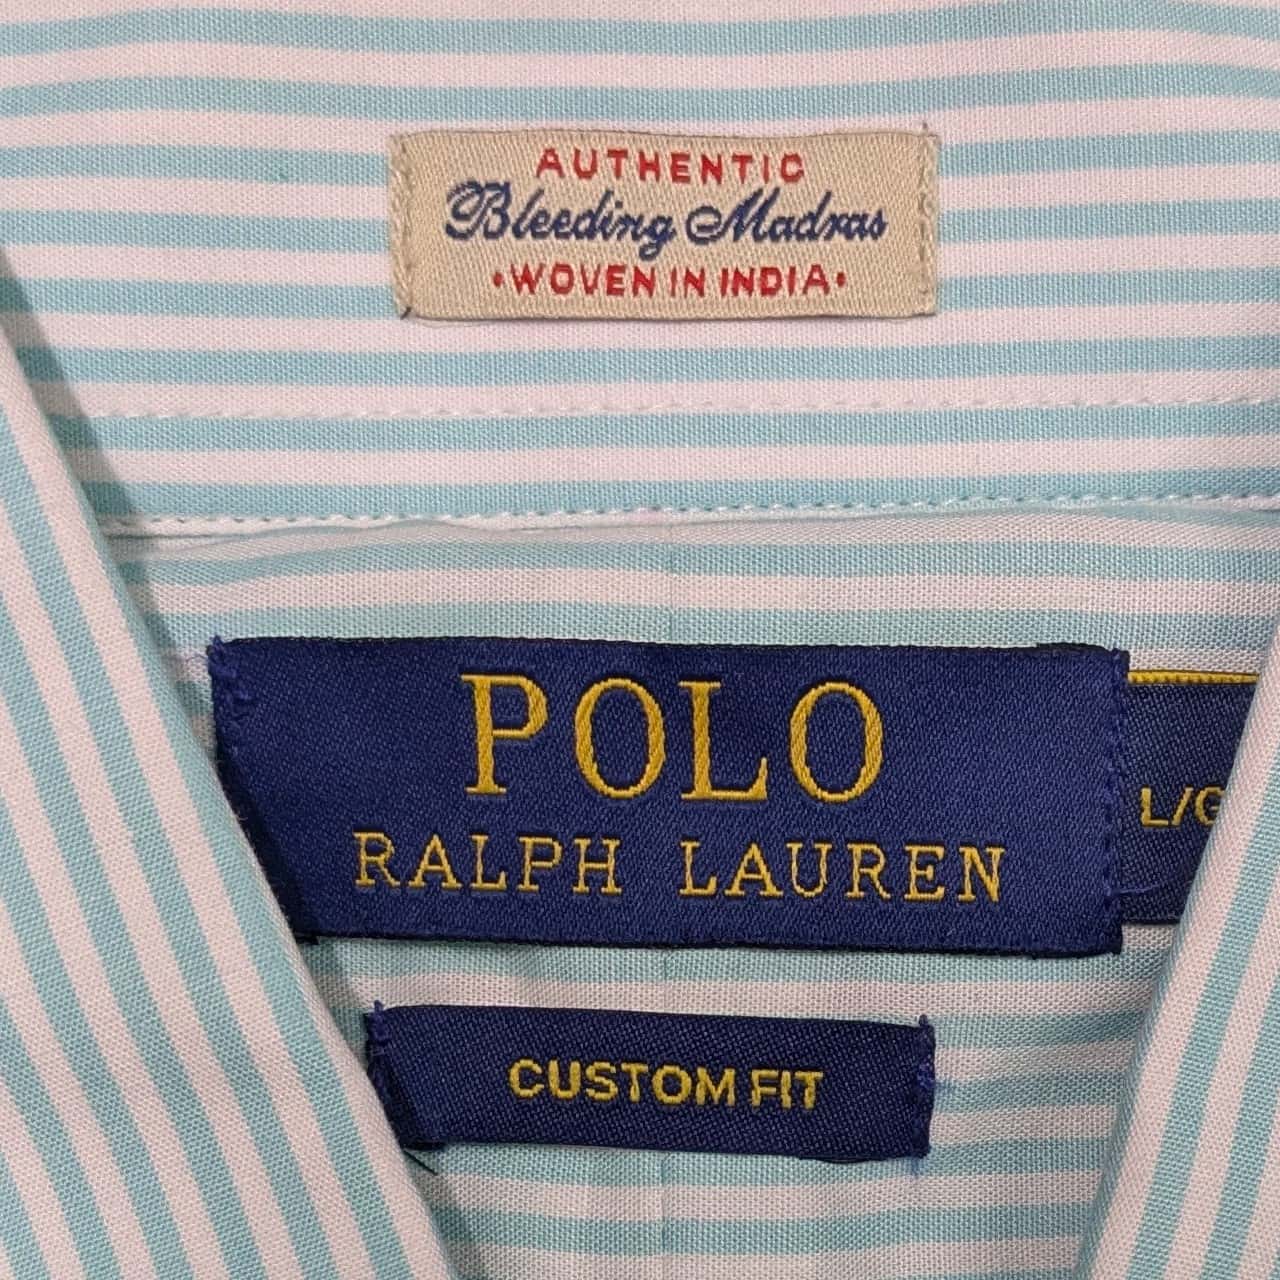 AUTHENTIC
Bleeding Madras
•WOVEN IN INDIA•
POLO
RALPH LAUREN
L/G
CUSTOM FIT